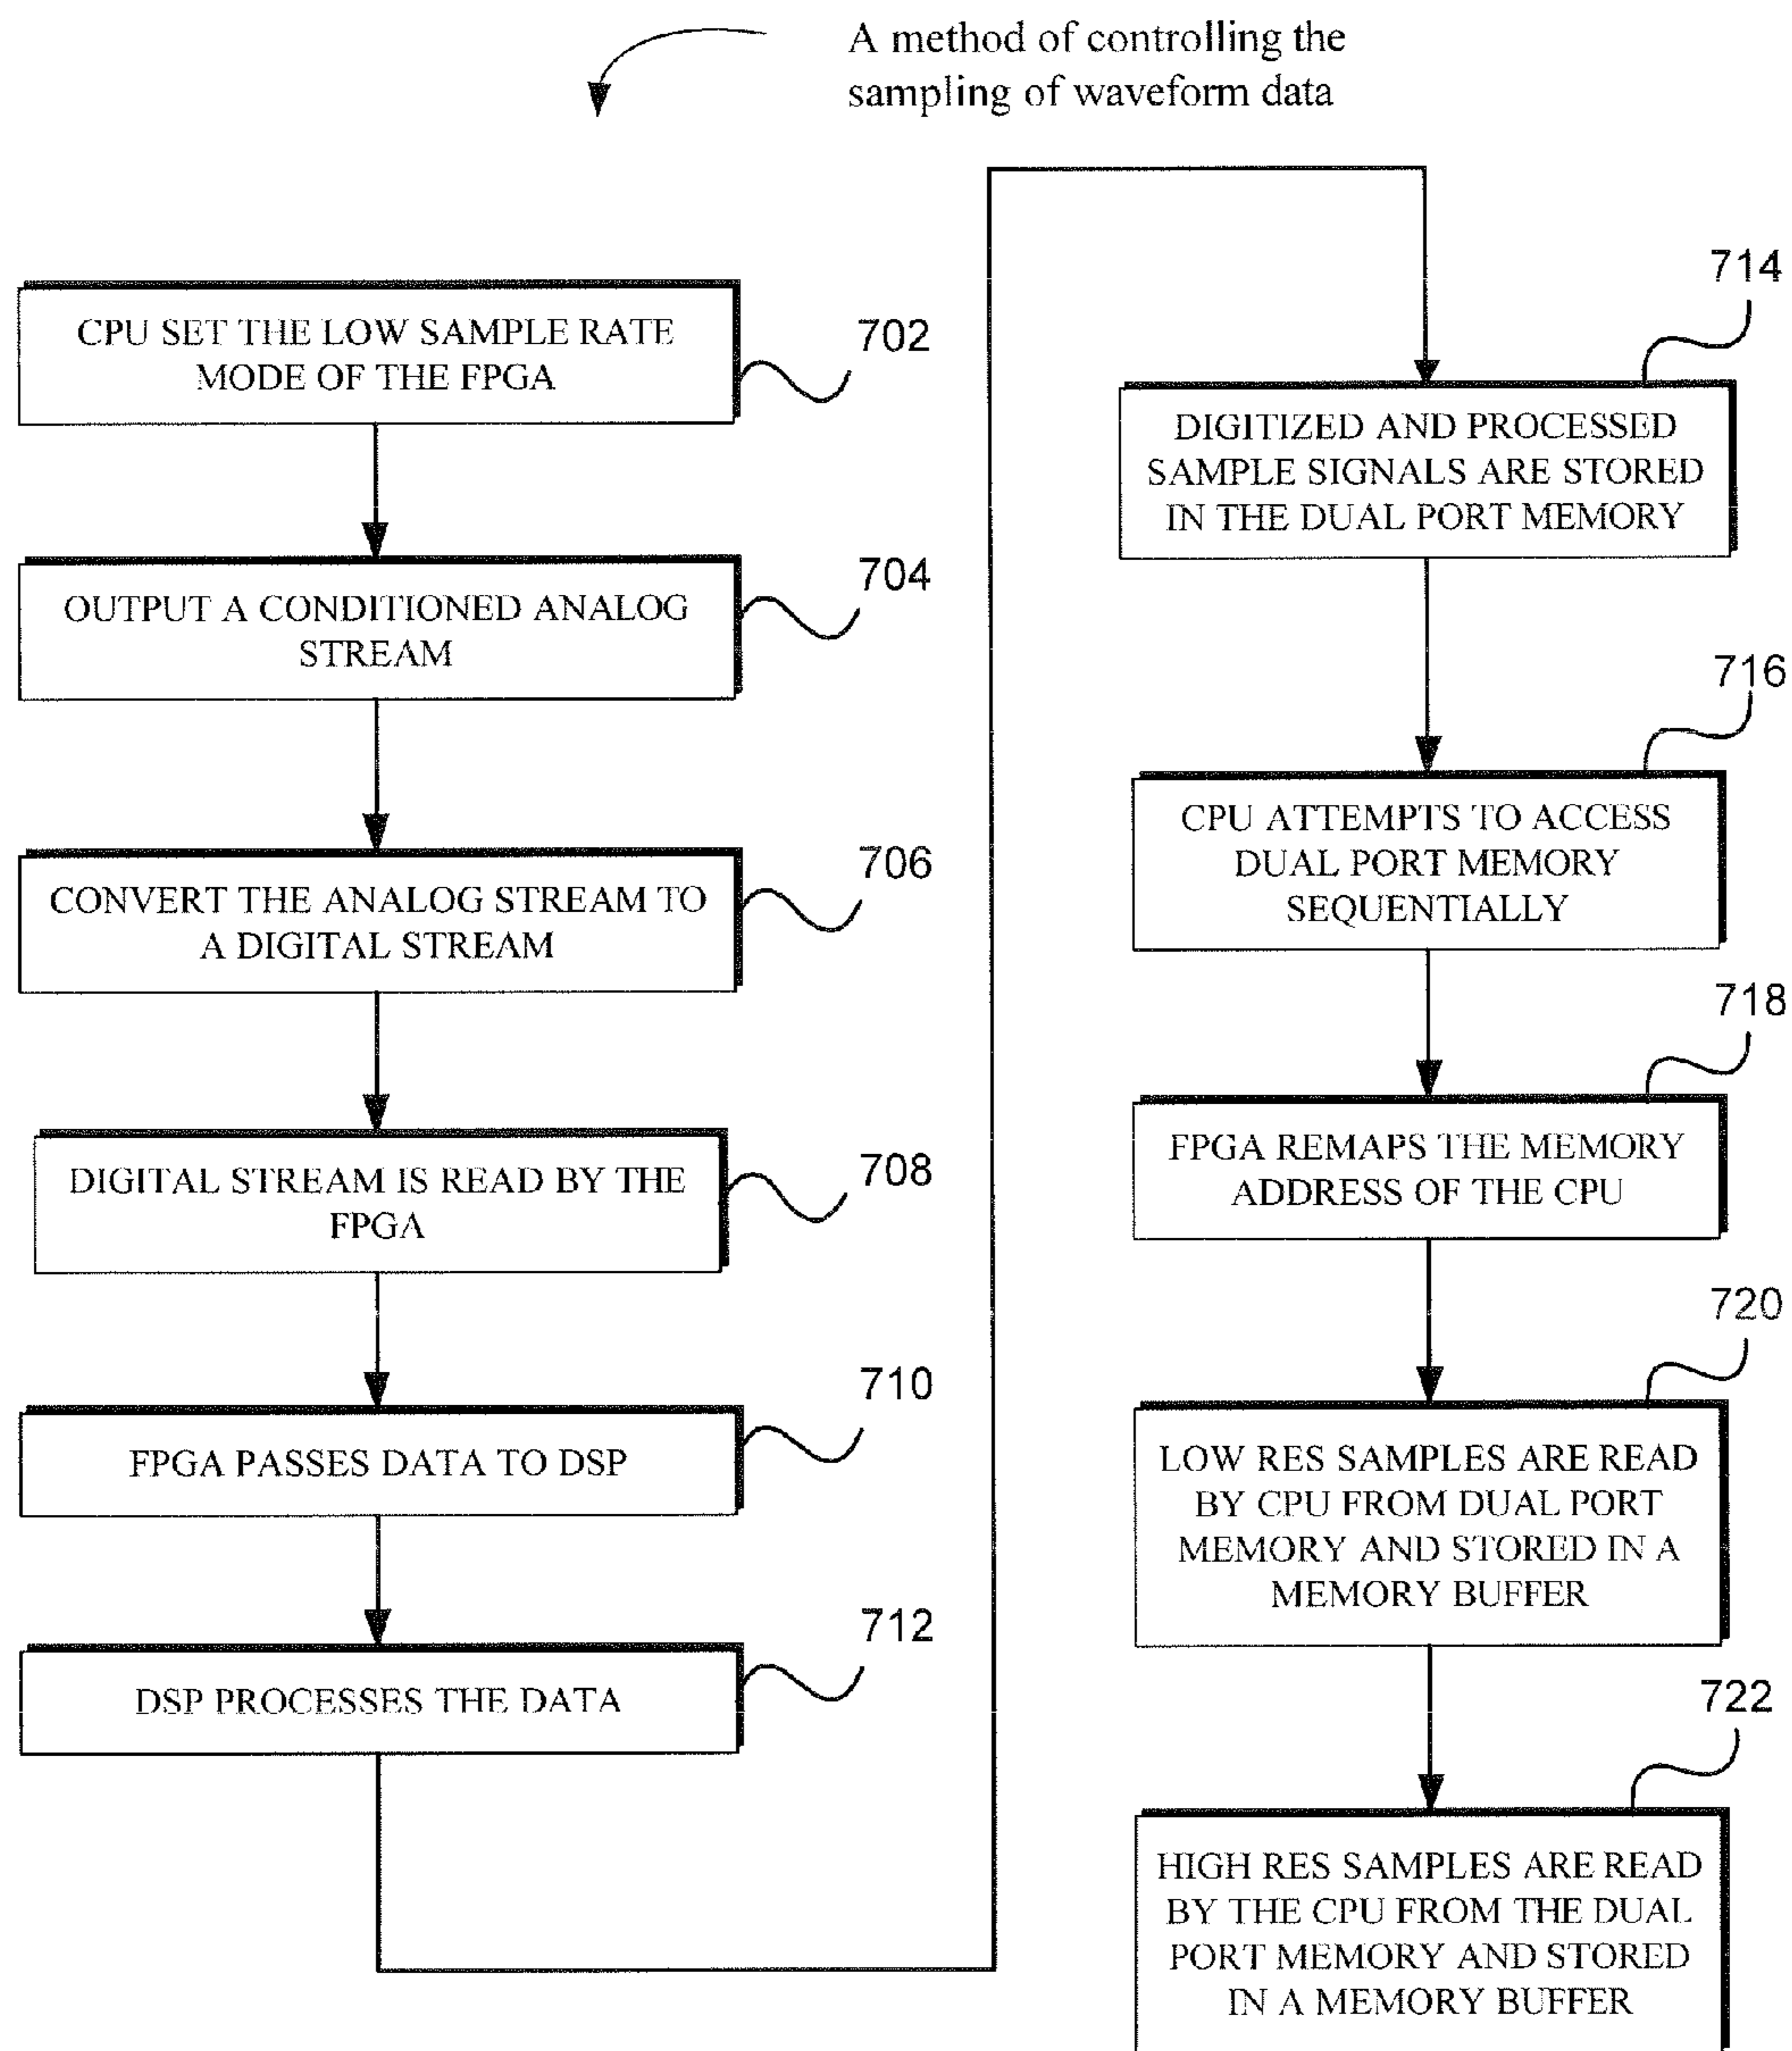 A method of controlling the
sampling of waveform data
CPU SET THE LOW SAMPLE RATE
MODE OF THE FPGA
702
OUTPUT A CONDITIONED ANALOG
STREAM
704
CONVERT THE ANALOG STREAM TO
A DIGITAL STREAM
706
DIGITAL STREAM IS READ BY THE
FPGA
708
FPGA PASSES DATA TO DSP
710
DSP PROCESSES THE DATA
712
714
DIGITIZED AND PROCESSED
SAMPLE SIGNALS ARE STORED
IN THE DUAL PORT MEMORY
716
CPU ATTEMPTS TO ACCESS
DUAL PORT MEMORY
SEQUENTIALLY
718
FPGA REMAPS THE MEMORY
ADDRESS OF THE CPU
720
LOW RES SAMPLES ARE READ
BY CPU FROM DUAL PORT
MEMORY AND STORED IN A
MEMORY BUFFER
722
HIGH RES SAMPLES ARE READ
BY THE CPU FROM THE DUAL
PORT MEMORY AND STORED
IN A MEMORY BUFFER